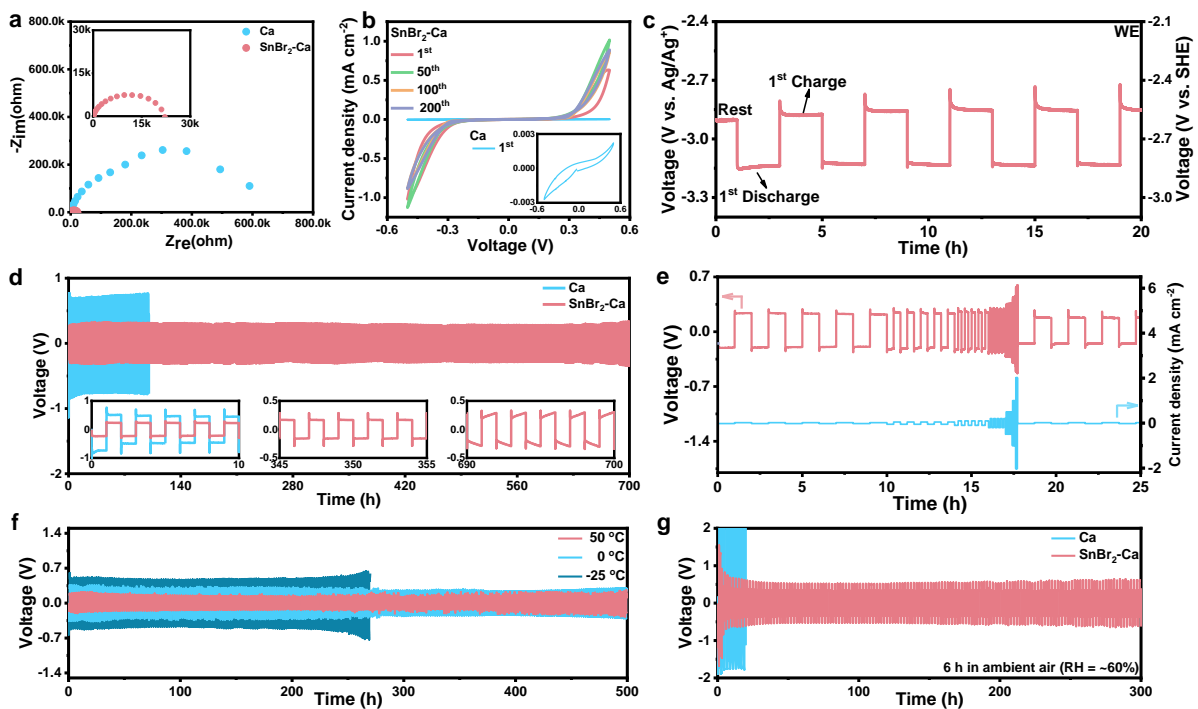 a
800.0k
600.0k
400.0k
200.0k
0.0
0.0
200.0k
400.0k
600.0k
800.0k
-Zim(ohm)
Zre(ohm)
Ca
SnBr2-Ca
30k
15k
0
0
15k
30k
b
1.0
0.5
0.0
-0.5
-1.0
-0.6
-0.3
0.0
0.3
0.6
Current density (mA cm-2)
Voltage (V)
SnBr2-Ca
1st
50th
100th
200th
Ca
1st
0.003
0.000
-0.003
-0.6
0.0
0.6
c
WE
-2.4
-2.7
-3.0
-3.3
0
5
10
15
20
-2.1
-2.4
-2.7
-3.0
Voltage (V vs. Ag/Ag+)
Voltage (V vs. SHE)
Time (h)
Rest
1st Charge
1st Discharge
d
1
0
-1
-2
0
140
280
420
560
700
Voltage (V)
Time (h)
Ca
SnBr2-Ca
1
0
-1
0
10
0.5
0
-0.5
345
350
355
0.5
0
-0.5
690
700
e
0.7
0.0
-0.7
-1.4
0
5
10
15
20
25
6
4
2
0
-2
Voltage (V)
Current density (mA cm-2)
Time (h)
f
1.4
0.7
0.0
-0.7
-1.4
0
100
200
300
400
500
Voltage (V)
Time (h)
50 ºC
0 ºC
-25 ºC
g
2
1
0
-1
-2
0
100
200
300
Voltage (V)
Time (h)
Ca
SnBr2-Ca
6 h in ambient air (RH = ~60%)